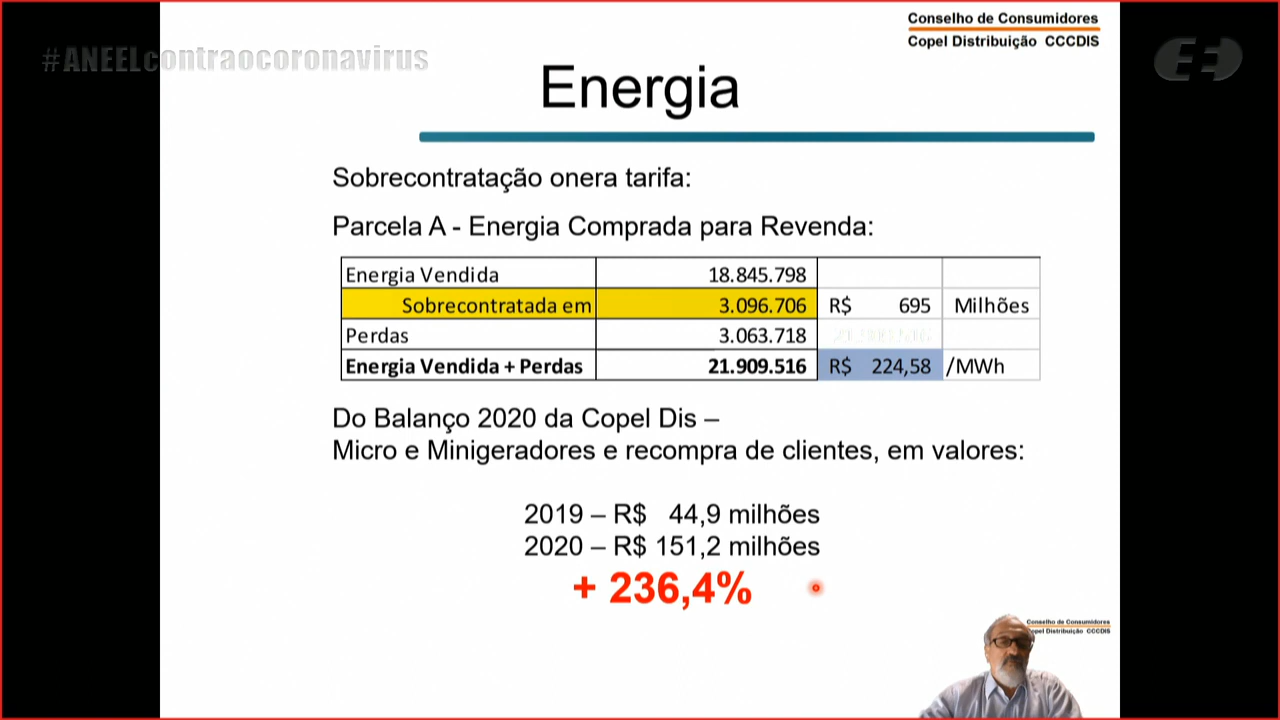 Conselho de Consumidores
Copel Distribuição CCCDIS
#ANEELcontraocoronavirus
Energia
Sobrecontratação onera tarifa:
Parcela A - Energia Comprada para Revenda:
Energia Vendida 18.845.798
Sobrecontratada em 3.096.706 R$ 695 Milhões
Perdas 3.063.718
Energia Vendida + Perdas 21.909.516 R$ 224,58 /MWh
Do Balanço 2020 da Copel Dis –
Micro e Minigeradores e recompra de clientes, em valores:
2019 – R$ 44,9 milhões
2020 – R$ 151,2 milhões
+ 236,4%
Conselho de Consumidores
Copel Distribuição CCCDIS